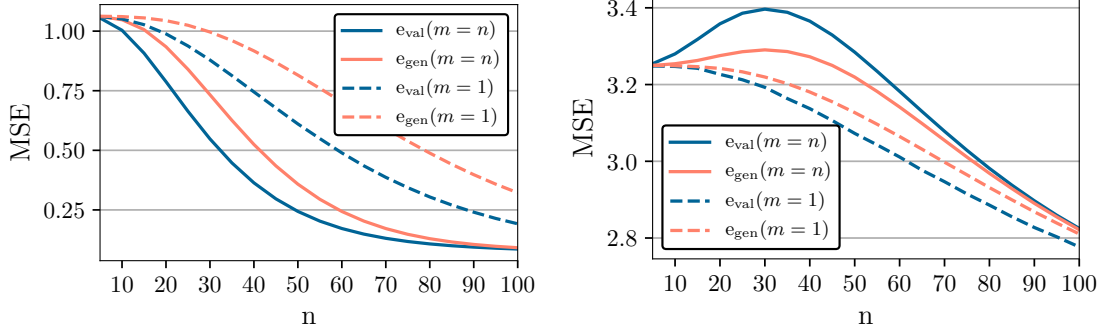 1.00
0.75
0.50
0.25
MSE
10 20 30 40 50 60 70 80 90 100
n
e_val(m = n)
e_gen(m = n)
e_val(m = 1)
e_gen(m = 1)
3.4
3.2
3.0
2.8
MSE
10 20 30 40 50 60 70 80 90 100
n
e_val(m = n)
e_gen(m = n)
e_val(m = 1)
e_gen(m = 1)